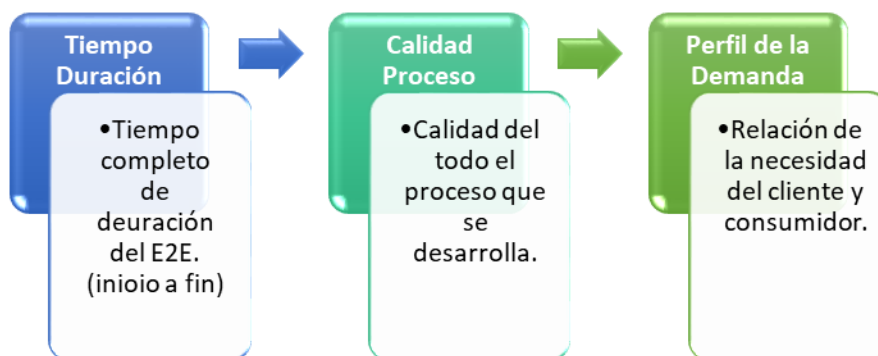 Tiempo
Duración
•Tiempo
completo
de
deuración
del E2E.
(inioio a fin)
Calidad
Proceso
•Calidad del
todo el
proceso que
se
desarrolla.
Perfil de la
Demanda
•Relación de
la necesidad
del cliente y
consumidor.